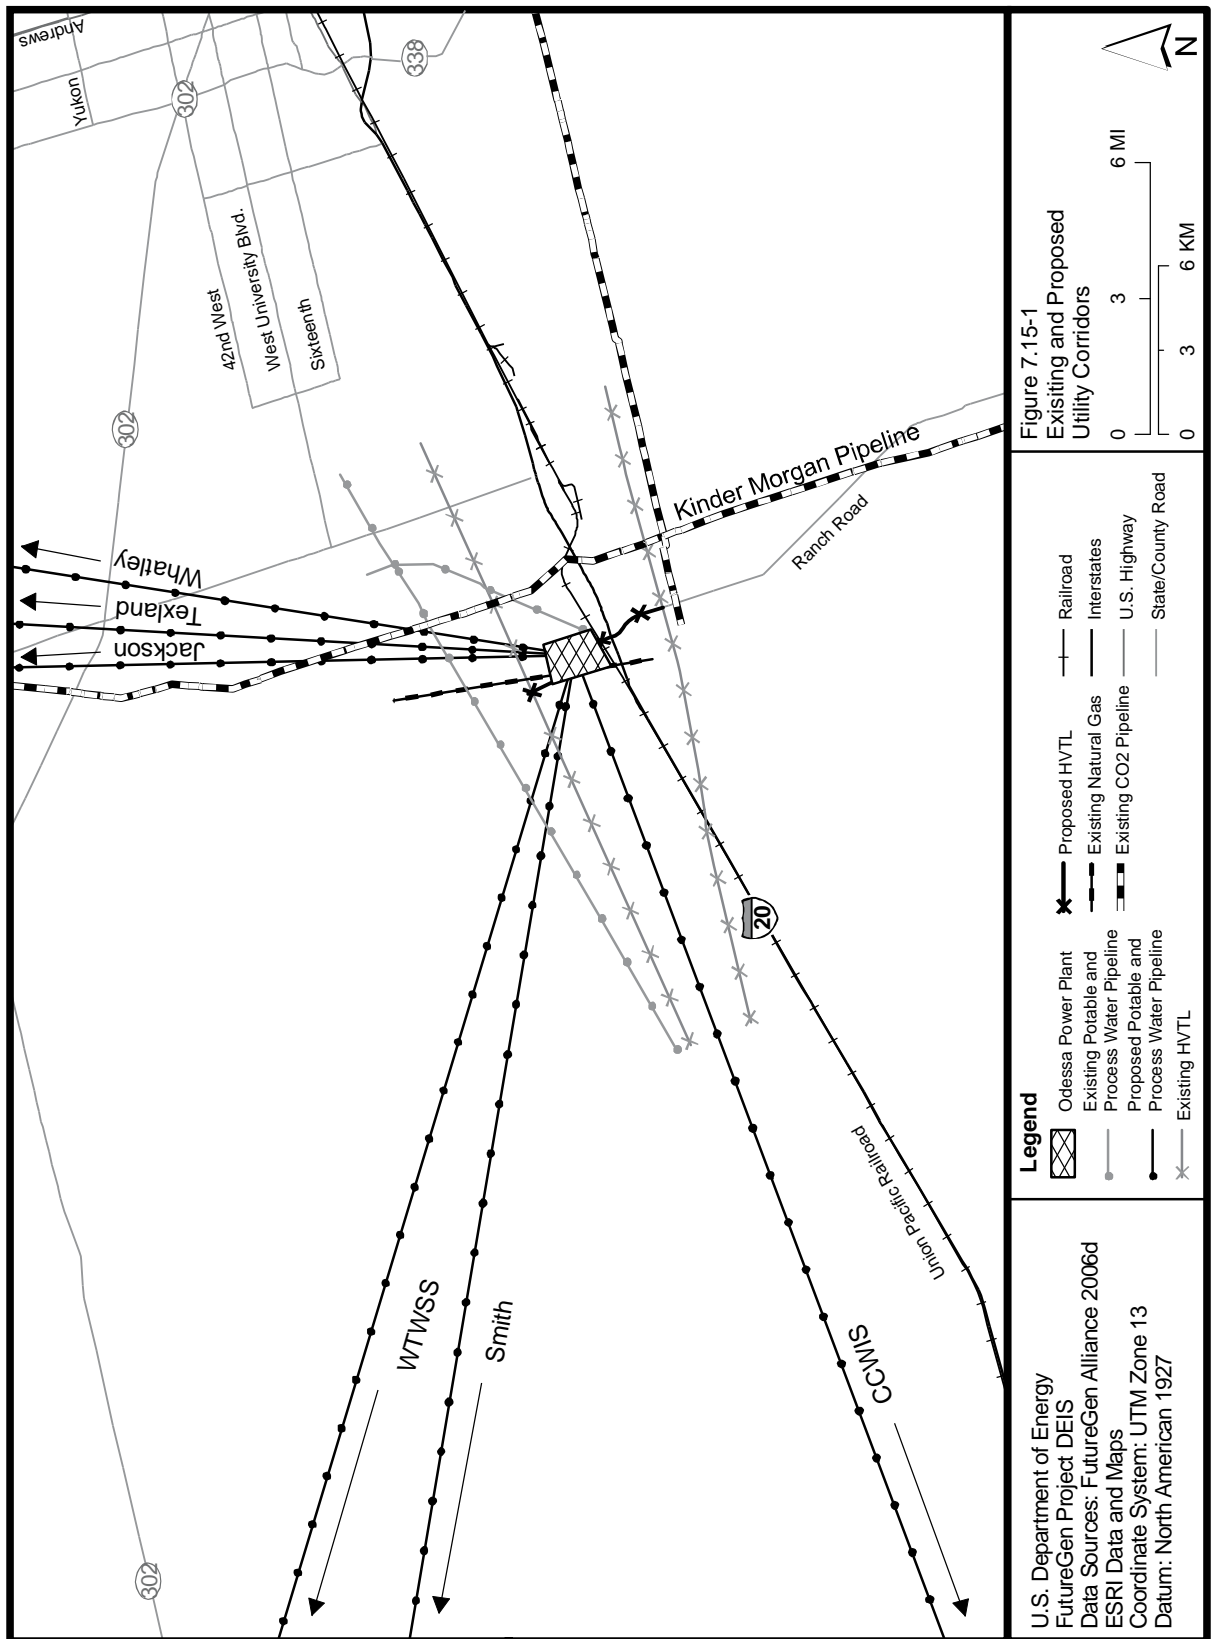 Andrews
Yukon
302
338
302
42nd West
West University Blvd.
Sixteenth
Whatley
Texland
Jackson
Kinder Morgan Pipeline
Ranch Road
20
Union Pacific Railroad
WTWSS
Smith
CCWIS
302
U.S. Department of Energy
FutureGen Project DEIS
Data Sources: FutureGen Alliance 2006d
ESRI Data and Maps
Coordinate System: UTM Zone 13
Datum: North American 1927
Legend
Odessa Power Plant
Existing Potable and
Process Water Pipeline
Proposed Potable and
Process Water Pipeline
Existing HVTL
Proposed HVTL
Existing Natural Gas
Existing CO2 Pipeline
Railroad
Interstates
U.S. Highway
State/County Road
Figure 7.15-1
Exisiting and Proposed
Utility Corridors
0 3 6 MI
0 3 6 KM
N